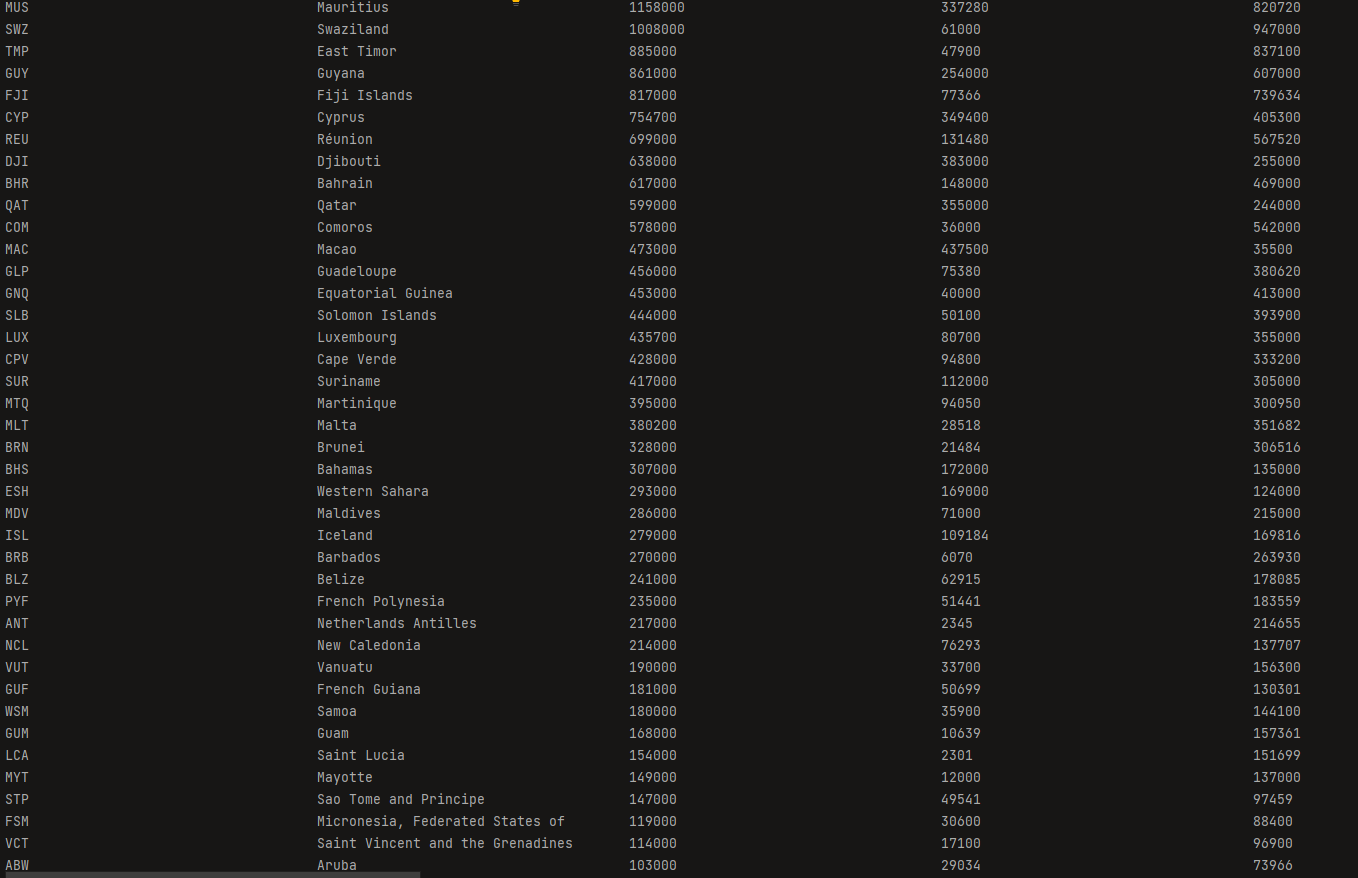 MUS Mauritius 1158000 337280 820720
SWZ Swaziland 1008000 61000 947000
TMP East Timor 885000 47900 837100
GUY Guyana 861000 254000 607000
FJI Fiji Islands 817000 77366 739634
CYP Cyprus 754700 349400 405300
REU Réunion 699000 131480 567520
DJI Djibouti 638000 383000 255000
BHR Bahrain 617000 148000 469000
QAT Qatar 599000 355000 244000
COM Comoros 578000 36000 542000
MAC Macao 473000 437500 35500
GLP Guadeloupe 456000 75380 380620
GNQ Equatorial Guinea 453000 40000 413000
SLB Solomon Islands 444000 50100 393900
LUX Luxembourg 435700 80700 355000
CPV Cape Verde 428000 94800 333200
SUR Suriname 417000 112000 305000
MTQ Martinique 395000 94050 300950
MLT Malta 380200 28518 351682
BRN Brunei 328000 21484 306516
BHS Bahamas 307000 172000 135000
ESH Western Sahara 293000 169000 124000
MDV Maldives 286000 71000 215000
ISL Iceland 279000 109184 169816
BRB Barbados 270000 6070 263930
BLZ Belize 241000 62915 178085
PYF French Polynesia 235000 51441 183559
ANT Netherlands Antilles 217000 2345 214655
NCL New Caledonia 214000 76293 137707
VUT Vanuatu 190000 33700 156300
GUF French Guiana 181000 50699 130301
WSM Samoa 180000 35900 144100
GUM Guam 168000 10639 157361
LCA Saint Lucia 154000 2301 151699
MYT Mayotte 149000 12000 137000
STP Sao Tome and Principe 147000 49541 97459
FSM Micronesia, Federated States of 119000 30600 88400
VCT Saint Vincent and the Grenadines 114000 17100 96900
ABW Aruba 103000 29034 73966